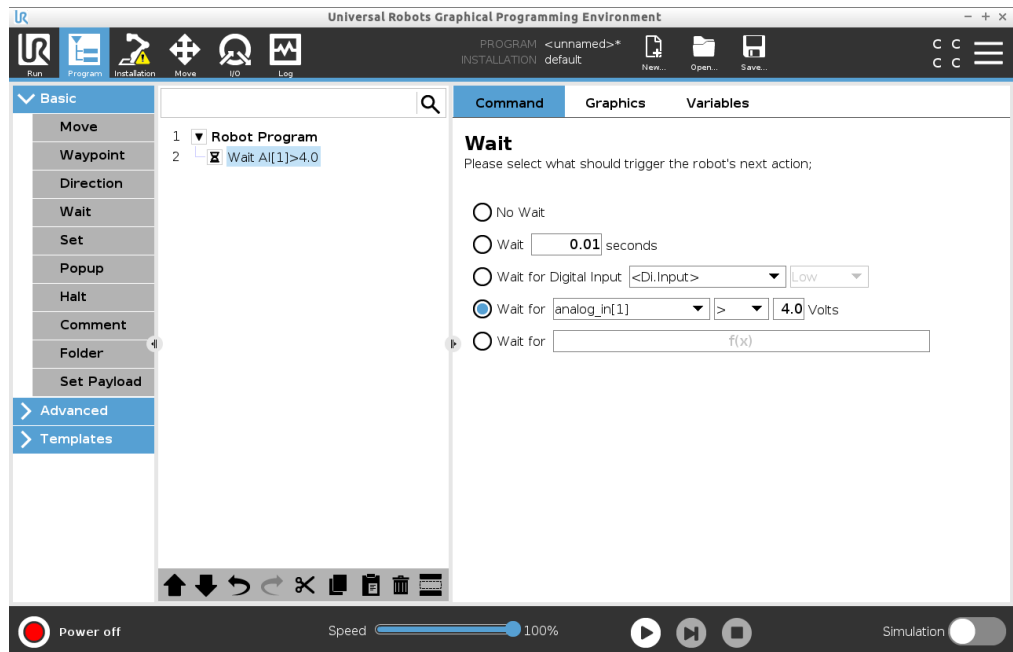 Universal Robots Graphical Programming Environment
PROGRAM <unnamed>*
INSTALLATION default
Run Program Installation Move I/O Log New... Open... Save...
C C
C C
Basic
Move
Waypoint
Direction
Wait
Set
Popup
Halt
Comment
Folder
Set Payload
Advanced
Templates
1 Robot Program
2 Wait AI[1]>4.0
Command Graphics Variables
Wait
Please select what should trigger the robot's next action;
No Wait
Wait 0.01 seconds
Wait for Digital Input <Di.Input> Low
Wait for analog_in[1] > 4.0 Volts
Wait for f(x)
Power off Speed 100% Simulation